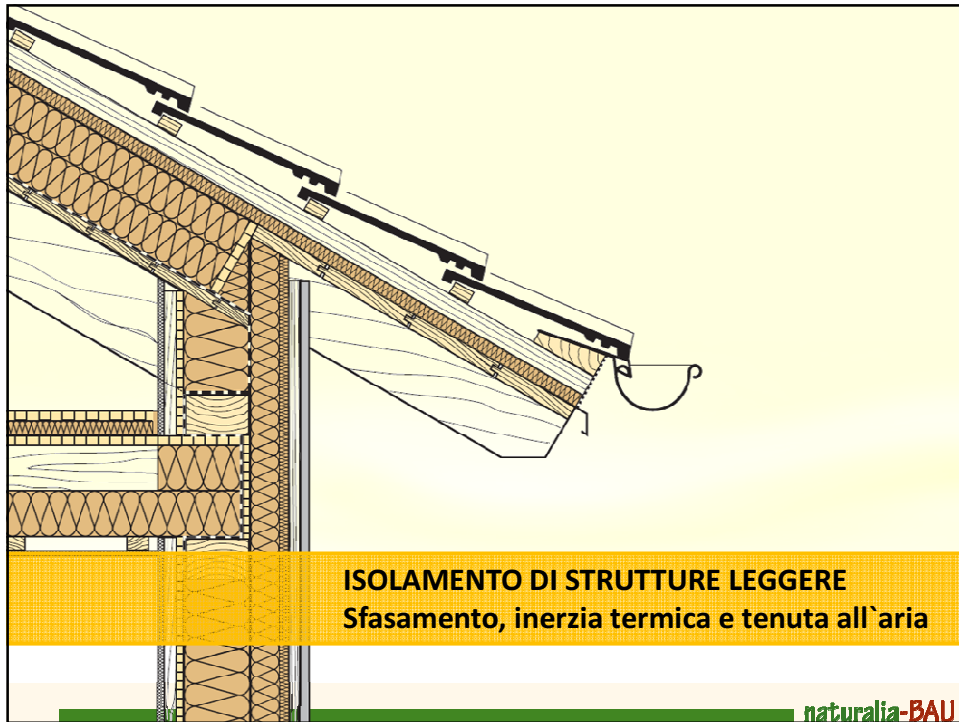 ISOLAMENTO DI STRUTTURE LEGGERE
Sfasamento, inerzia termica e tenuta all`aria
naturalia-BAU